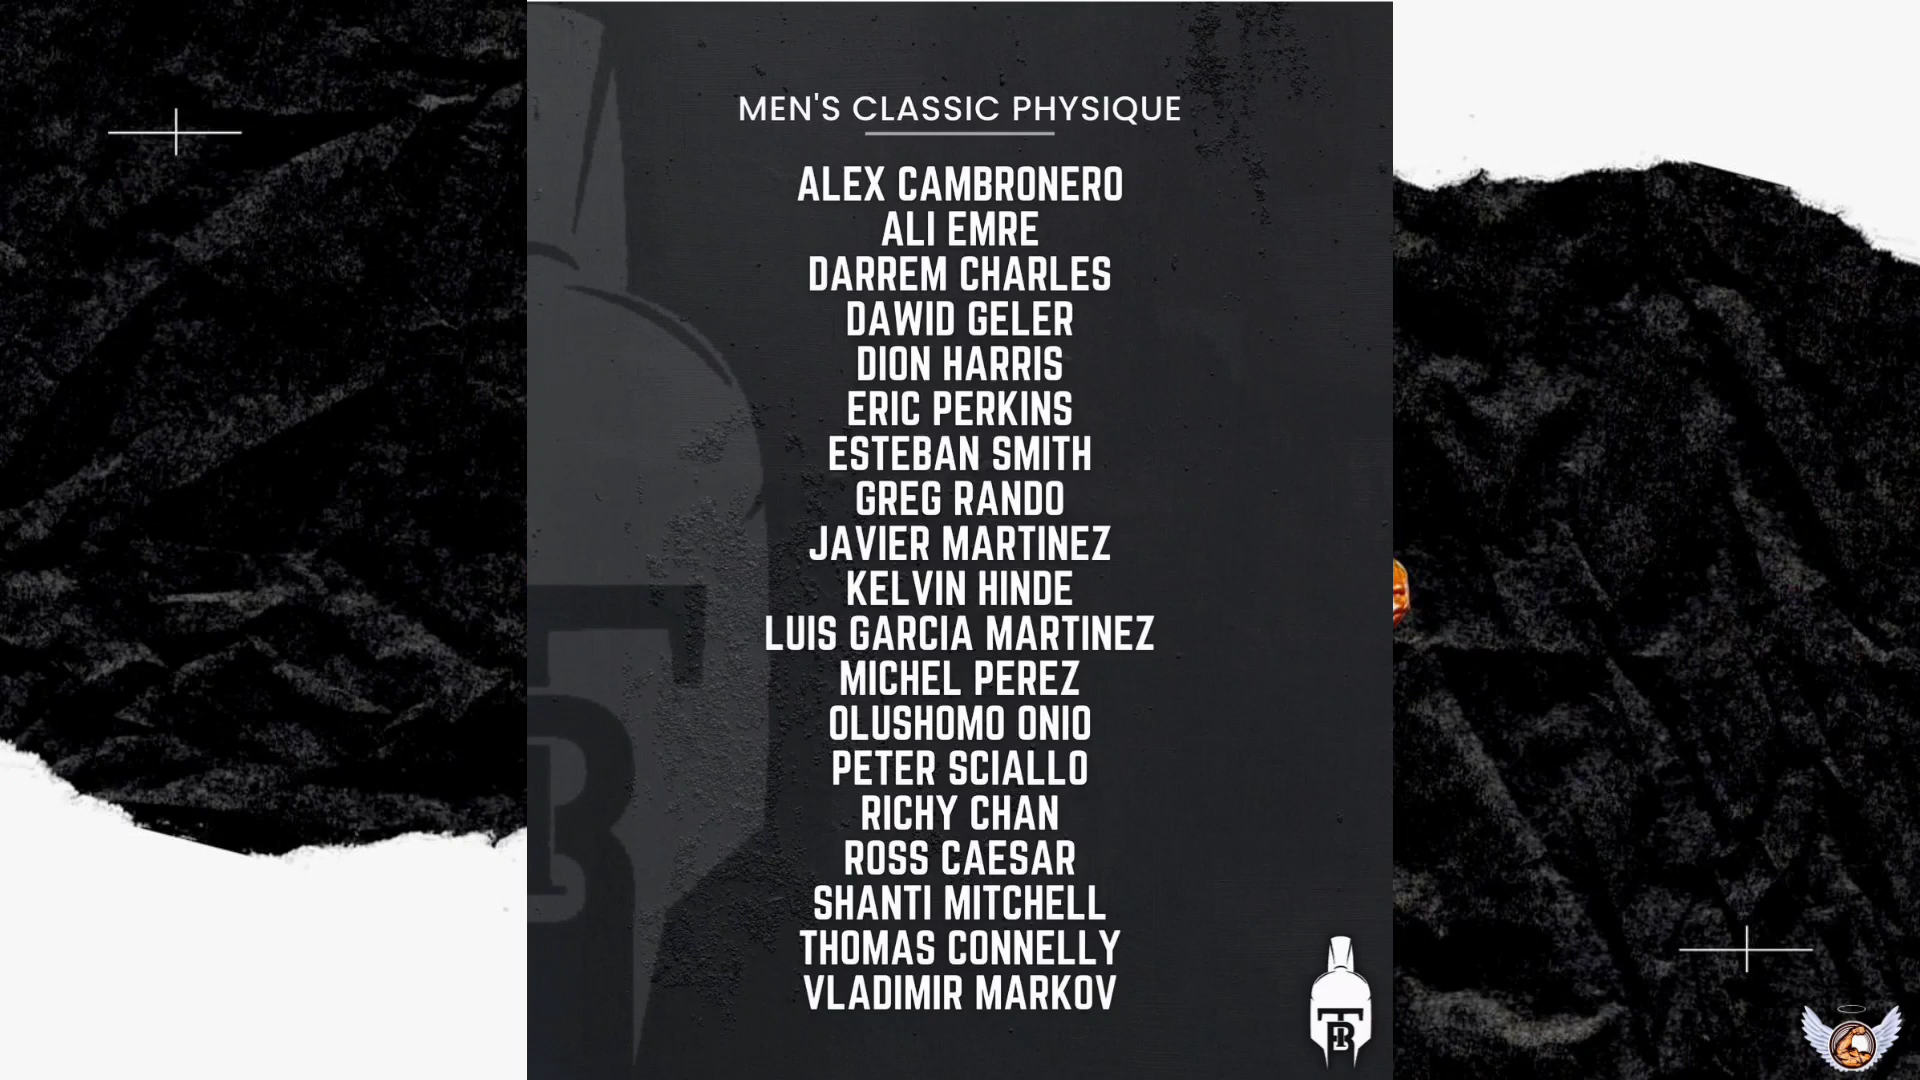 MEN'S CLASSIC PHYSIQUE
ALEX CAMBRONERO
ALI EMRE
DARREM CHARLES
DAWID GELER
DION HARRIS
ERIC PERKINS
ESTEBAN SMITH
GREG RANDO
JAVIER MARTINEZ
KELVIN HINDE
LUIS GARCIA MARTINEZ
MICHEL PEREZ
OLUSHOMO ONIO
PETER SCIALLO
RICHY CHAN
ROSS CAESAR
SHANTI MITCHELL
THOMAS CONNELLY
VLADIMIR MARKOV